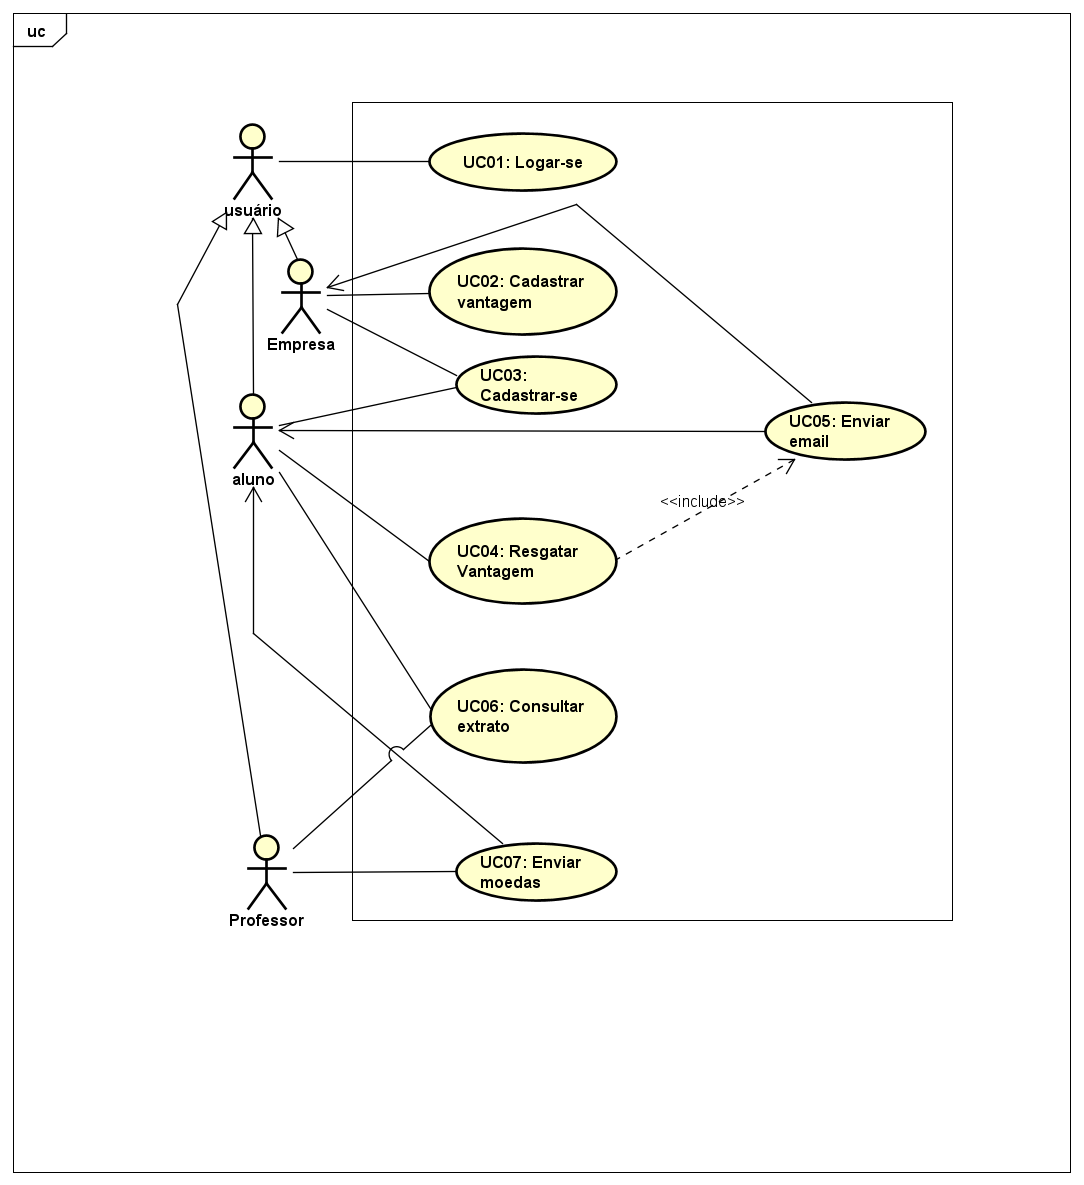 uc
usuário
UC01: Logar-se
Empresa
UC02: Cadastrar
vantagem
UC03:
Cadastrar-se
aluno
UC05: Enviar
email
<<include>>
UC04: Resgatar
Vantagem
UC06: Consultar
extrato
Professor
UC07: Enviar
moedas